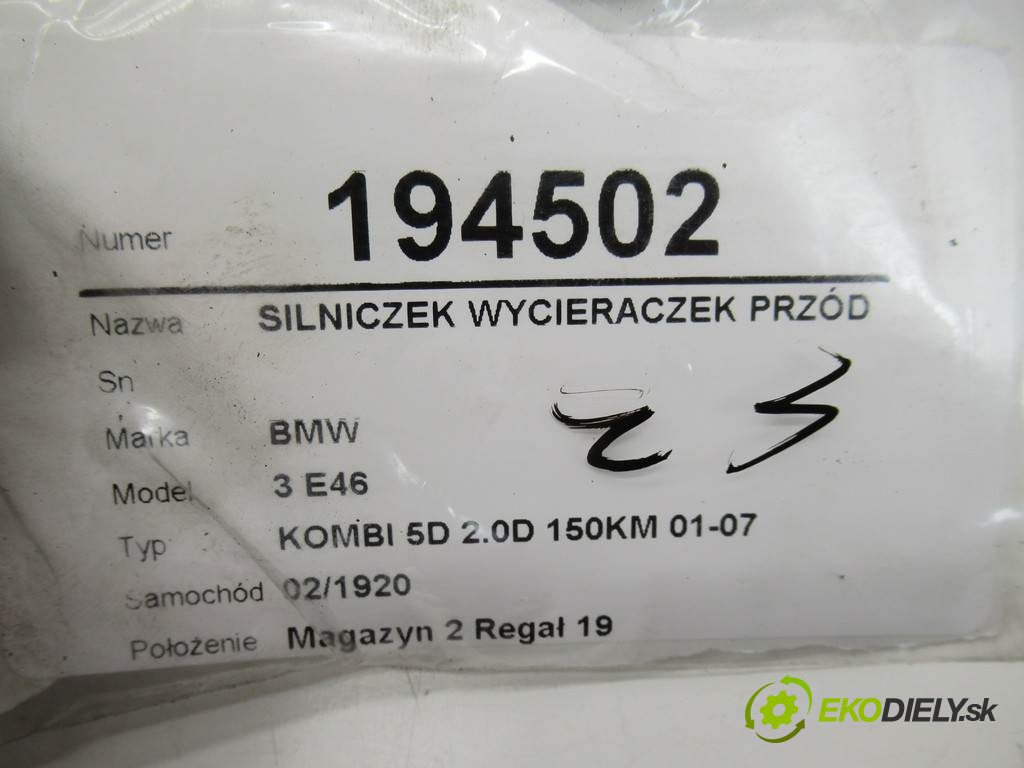 Numer 194502
Nazwa SILNICZEK WYCIERACZEK PRZÓD
Sn
Marka BMW
Model 3 E46
Typ KOMBI 5D 2.0D 150KM 01-07
Samochód 02/1920
Położenie Magazyn 2 Regał 19
EKODIELY.sk